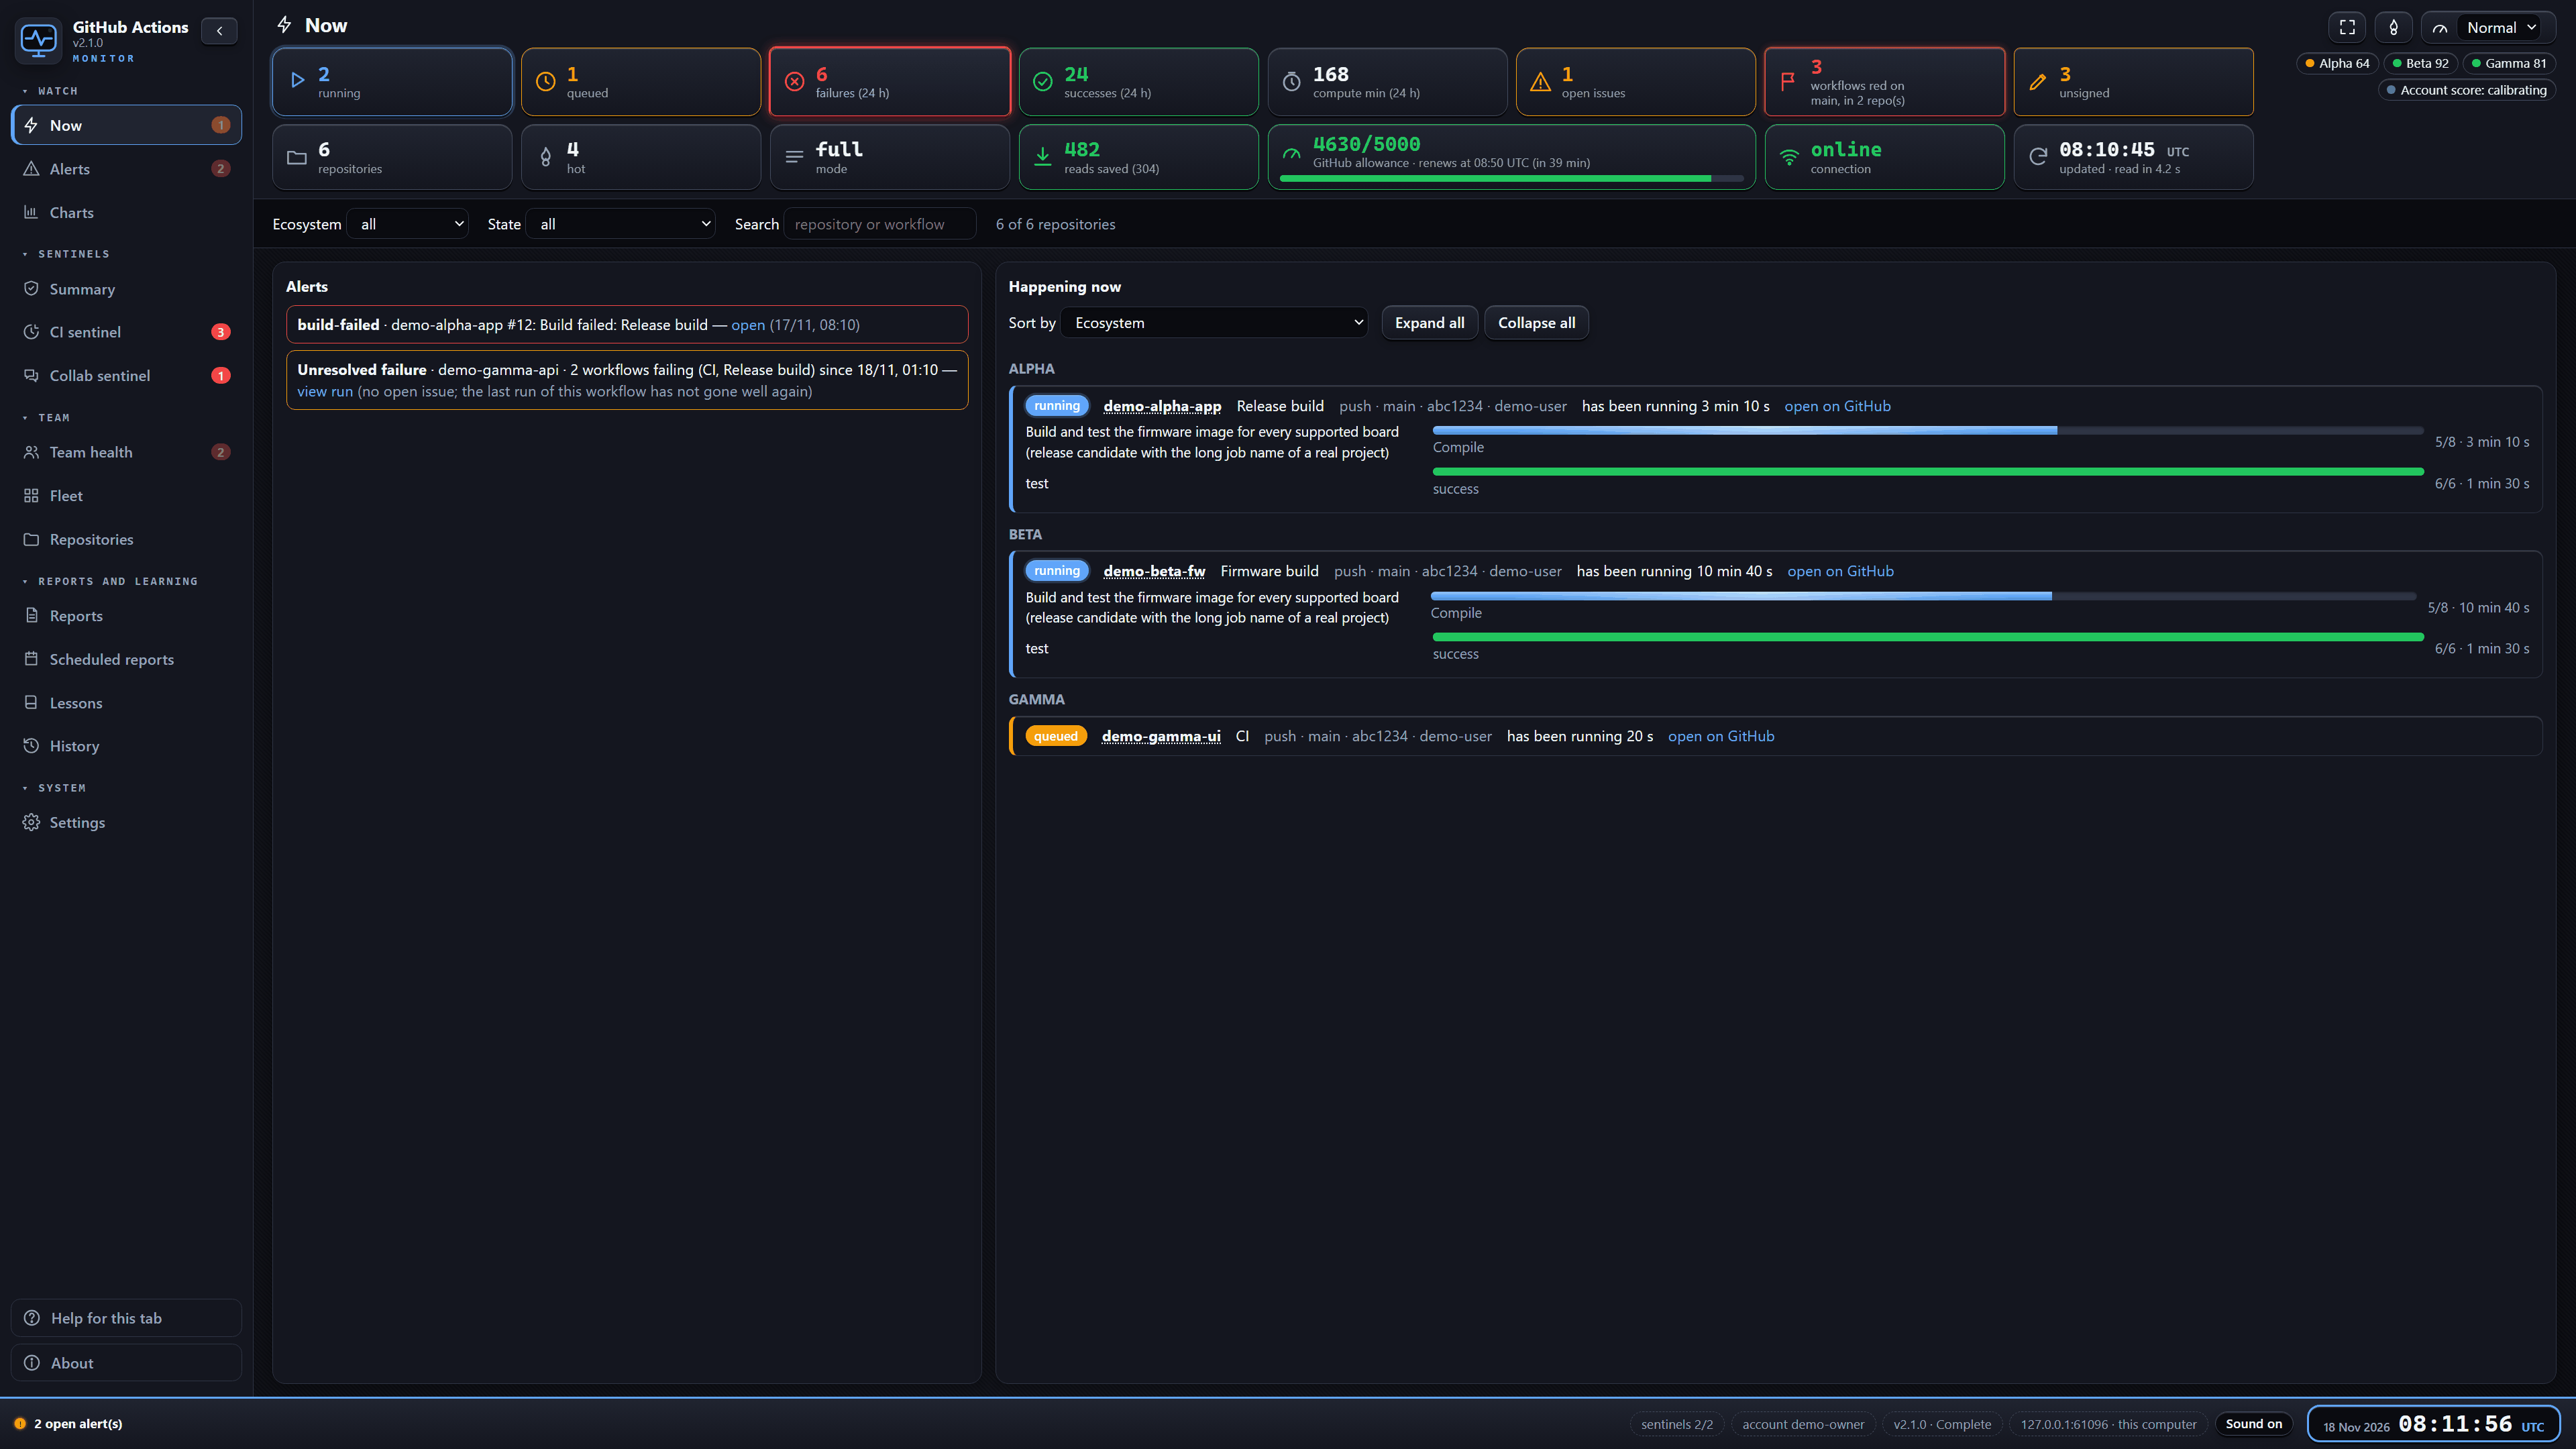 GitHub Actions
v2.1.0
MONITOR
WATCH
Now 1
Alerts 2
Charts
SENTINELS
Summary
CI sentinel 3
Collab sentinel 1
TEAM
Team health 2
Fleet
Repositories
REPORTS AND LEARNING
Reports
Scheduled reports
Lessons
History
SYSTEM
Settings
Help for this tab
About
Now
Normal
2
running
1
queued
6
failures (24 h)
24
successes (24 h)
168
compute min (24 h)
1
open issues
3
workflows red on
main, in 2 repo(s)
3
unsigned
Alpha 64 Beta 92 Gamma 81
Account score: calibrating
6
repositories
4
hot
full
mode
482
reads saved (304)
4630/5000
GitHub allowance · renews at 08:50 UTC (in 39 min)
online
connection
08:10:45 UTC
updated · read in 4.2 s
Ecosystem all State all Search repository or workflow 6 of 6 repositories
Alerts
build-failed · demo-alpha-app #12: Build failed: Release build — open (17/11, 08:10)
Unresolved failure · demo-gamma-api · 2 workflows failing (CI, Release build) since 18/11, 01:10 —
view run (no open issue; the last run of this workflow has not gone well again)
Happening now
Sort by Ecosystem Expand all Collapse all
ALPHA
running demo-alpha-app Release build push · main · abc1234 · demo-user has been running 3 min 10 s open on GitHub
Build and test the firmware image for every supported board
(release candidate with the long job name of a real project)
Compile
5/8 · 3 min 10 s
test
success
6/6 · 1 min 30 s
BETA
running demo-beta-fw Firmware build push · main · abc1234 · demo-user has been running 10 min 40 s open on GitHub
Build and test the firmware image for every supported board
(release candidate with the long job name of a real project)
Compile
5/8 · 10 min 40 s
test
success
6/6 · 1 min 30 s
GAMMA
queued demo-gamma-ui CI push · main · abc1234 · demo-user has been running 20 s open on GitHub
2 open alert(s)
sentinels 2/2
account demo-owner
v2.1.0 · Complete
127.0.0.1:61096 · this computer
Sound on
18 Nov 2026 08:11:56 UTC